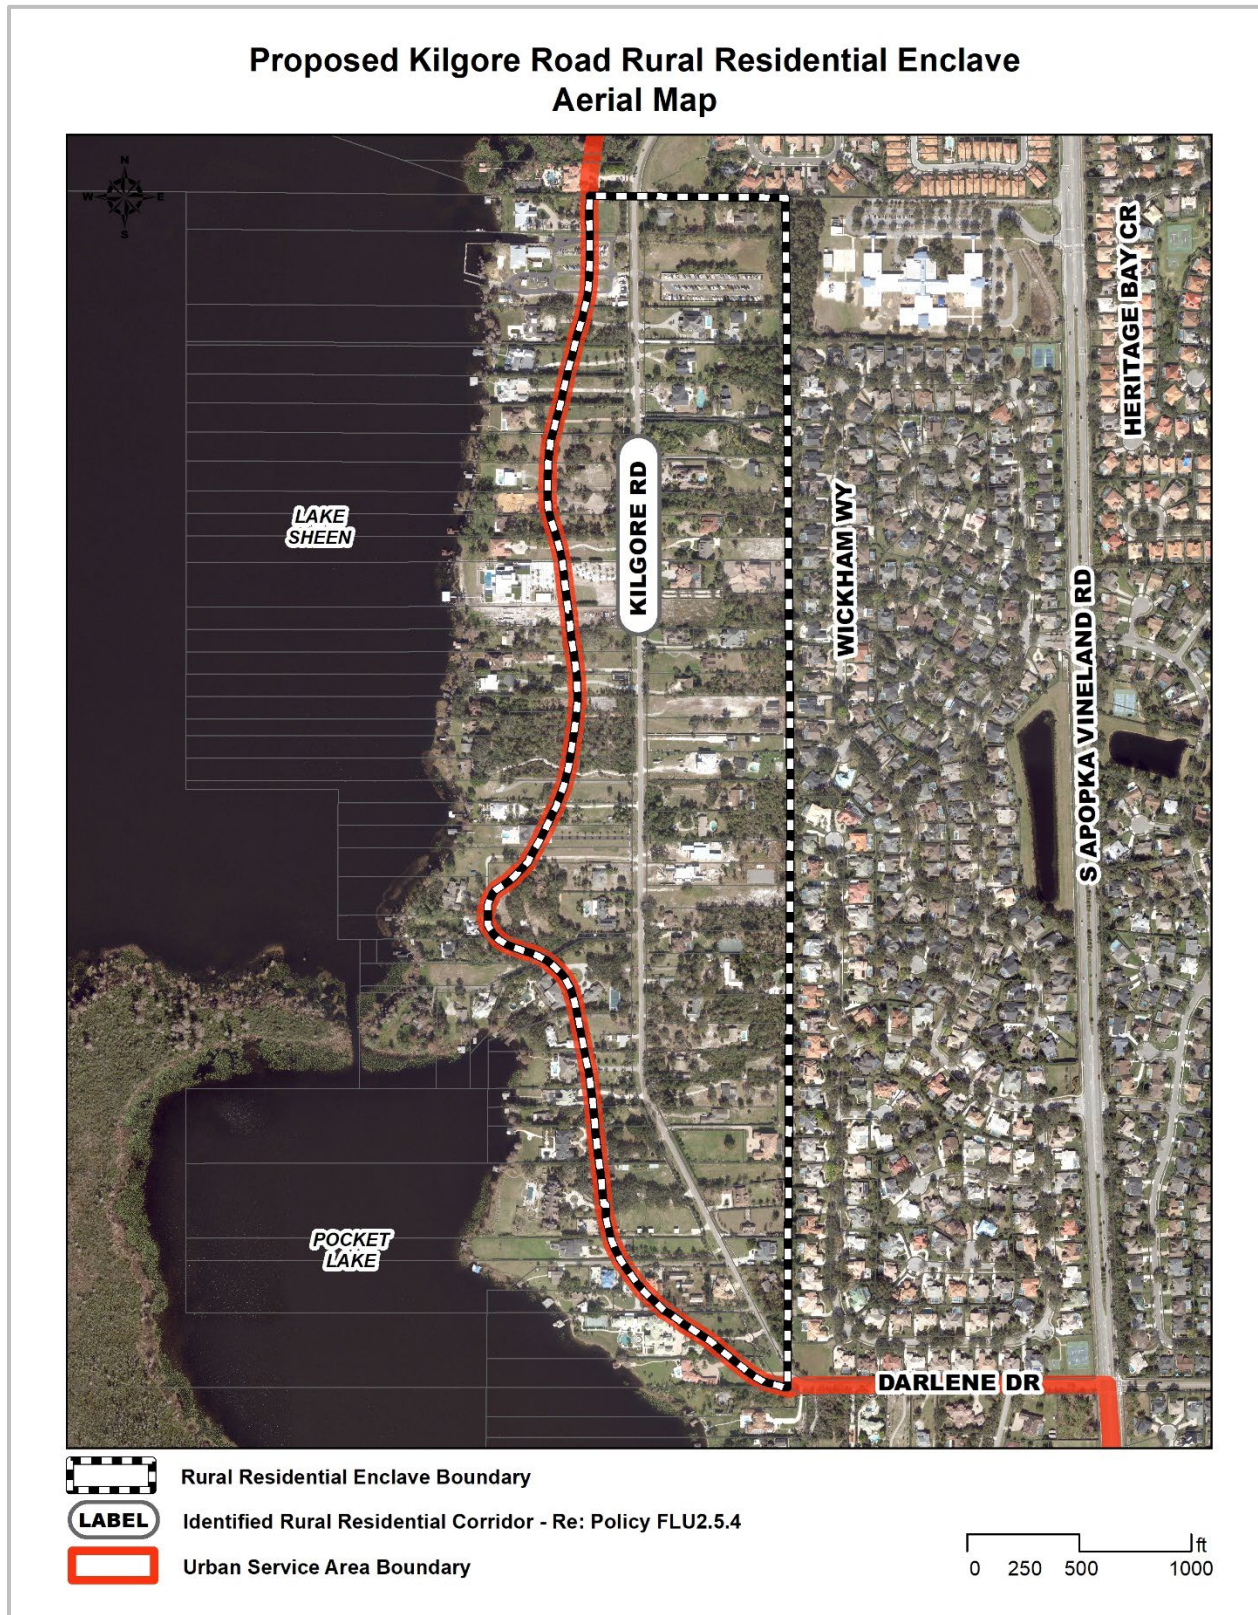 Proposed Kilgore Road Rural Residential Enclave
Aerial Map
N
W E
S
HERITAGE BAY CR
KILGORE RD
WICKHAM WY
LAKE
SHEEN
S APOPKA VINELAND RD
POCKET
LAKE
DARLENE DR
Rural Residential Enclave Boundary
LABEL Identified Rural Residential Corridor - Re: Policy FLU2.5.4
Urban Service Area Boundary
ft
0 250 500 1000